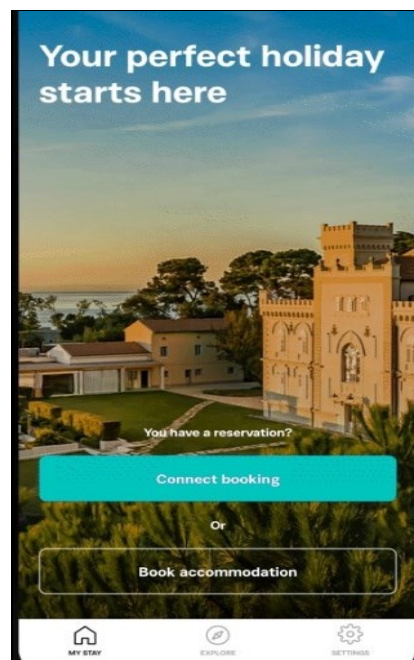 Your perfect holiday
starts here
You have a reservation?
Connect booking
Or
Book accommodation
MY STAY
EXPLORE
SETTINGS